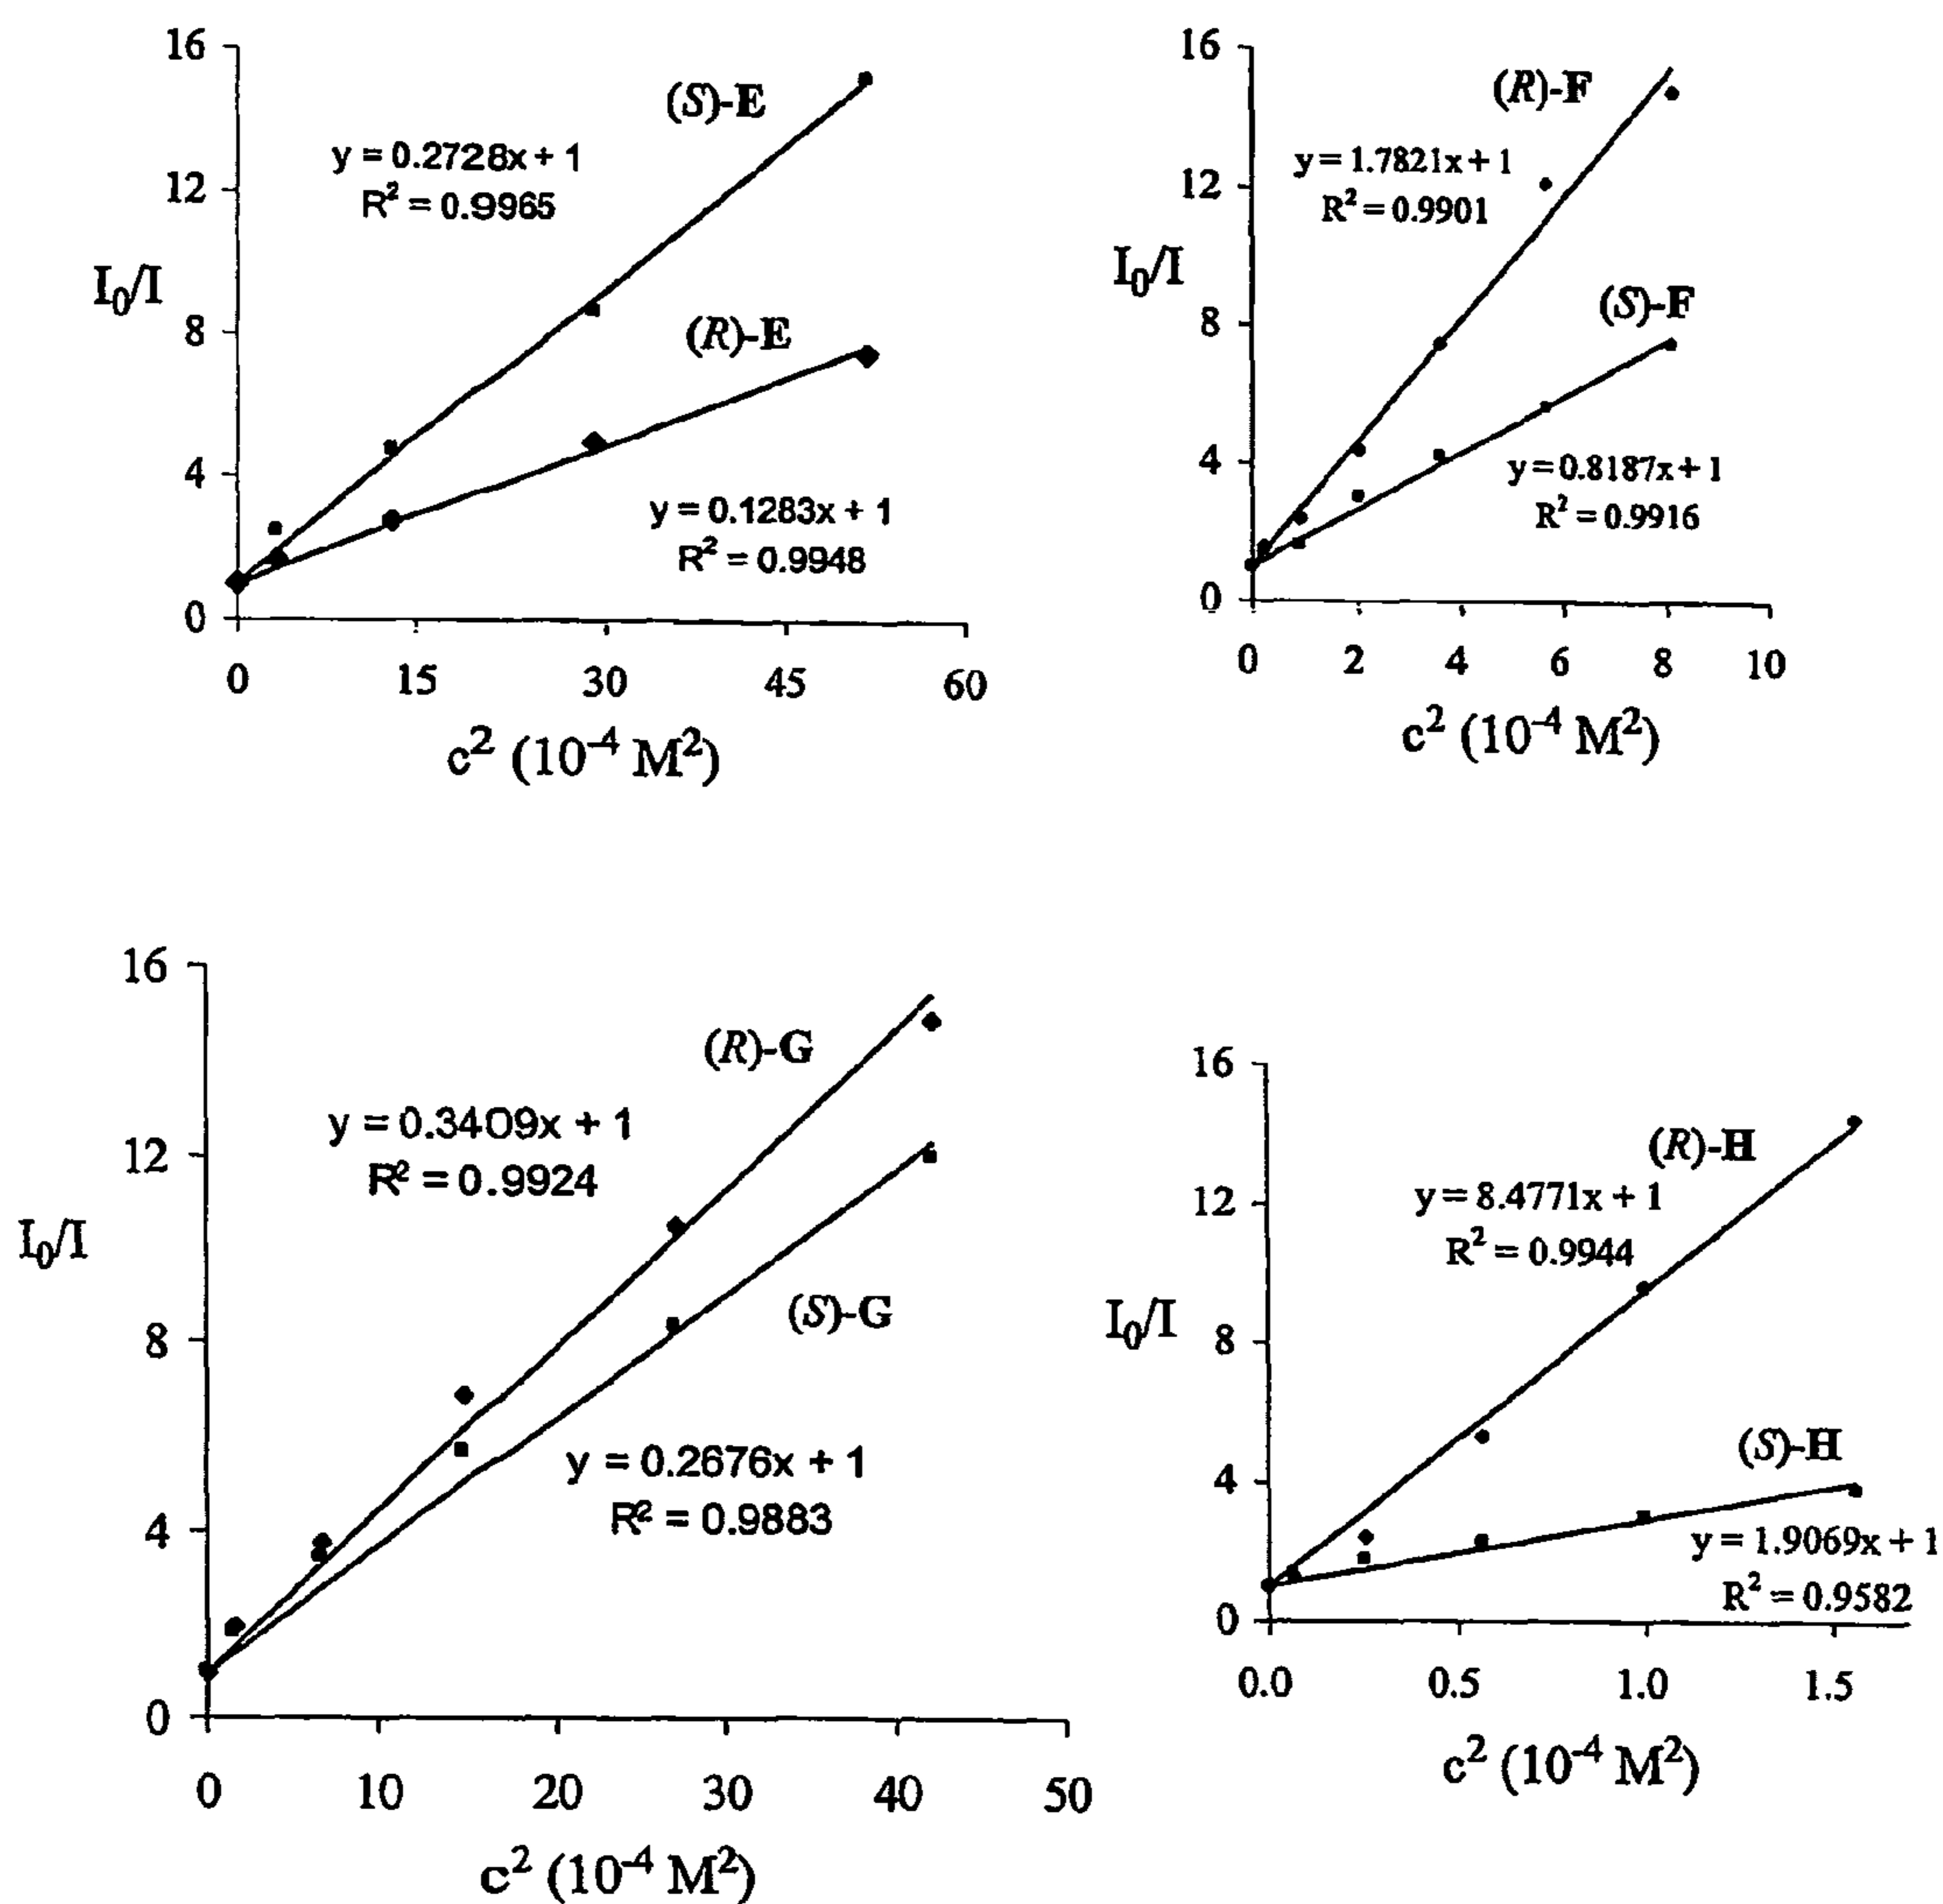 16
(S)-E
y = 0.2728x + 1
R² = 0.9965
12
I₀/I
8
(R)-E
4
y = 0.1283x + 1
R² = 0.9948
0
0 15 30 45 60
c² (10⁻⁴ M²)
16
(R)-F
y = 1.7821x + 1
R² = 0.9901
12
I₀/I
8
(S)-F
4
y = 0.8187x + 1
R² = 0.9916
0
0 2 4 6 8 10
c² (10⁻⁴ M²)
16
(R)-G
y = 0.3409x + 1
R² = 0.9924
12
I₀/I
(S)-G
8
y = 0.2676x + 1
R² = 0.9883
4
0
0 10 20 30 40 50
c² (10⁻⁴ M²)
16
(R)-H
y = 8.4771x + 1
R² = 0.9944
12
I₀/I
8
(S)-H
4
y = 1.9069x + 1
R² = 0.9582
0
0.0 0.5 1.0 1.5
c² (10⁻⁴ M²)